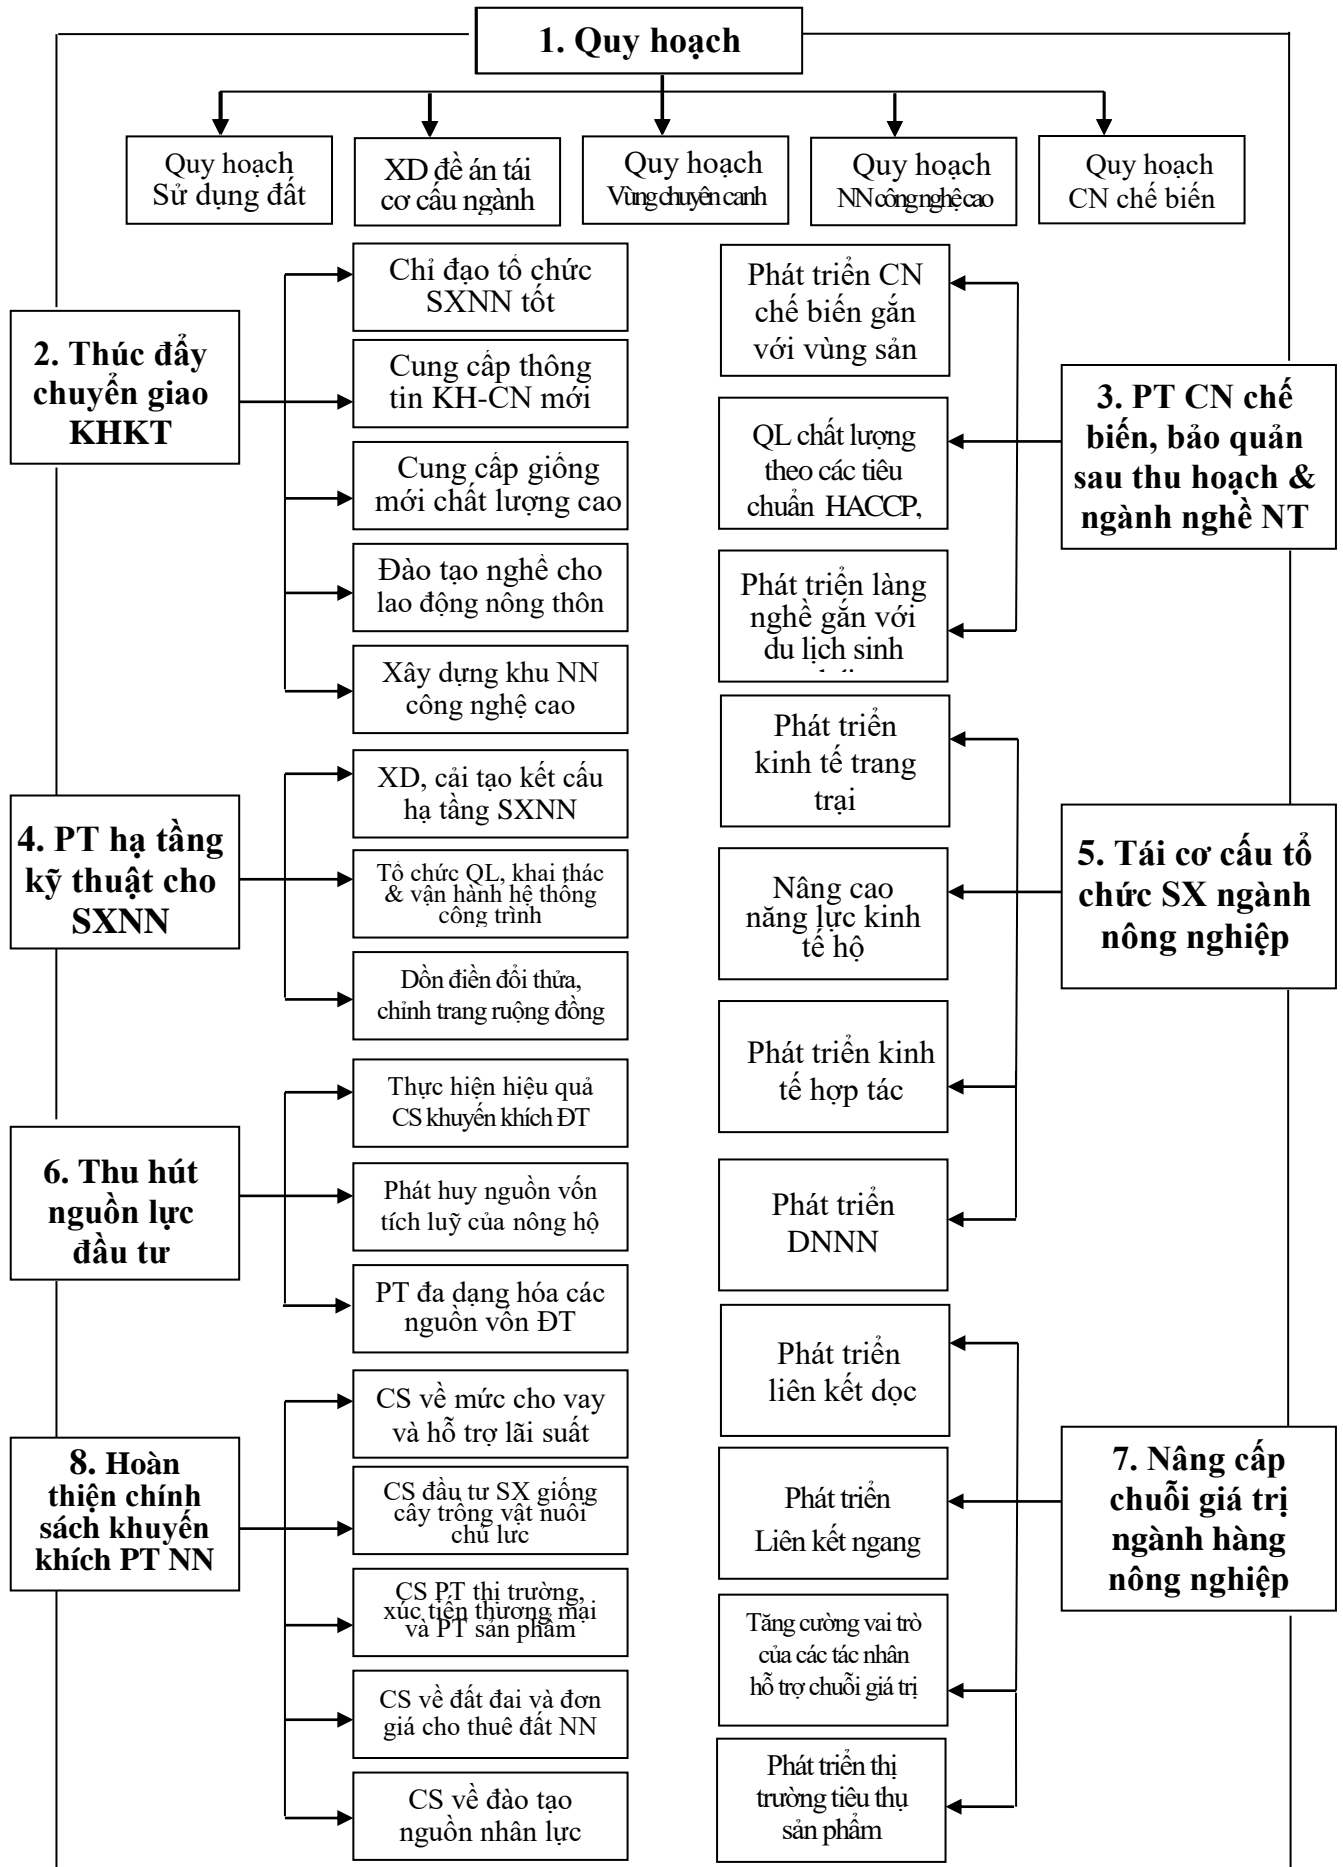 1. Quy hoạch
Quy hoạch
Sử dụng đất
XD đề án tái
cơ cấu ngành
Quy hoạch
Vùng chuyên canh
Quy hoạch
NN công nghệ cao
Quy hoạch
CN chế biến
2. Thúc đẩy
chuyển giao
KHKT
Chỉ đạo tổ chức
SXNN tốt
Cung cấp thông
tin KH-CN mới
Cung cấp giống
mới chất lượng cao
Đào tạo nghề cho
lao động nông thôn
Xây dựng khu NN
công nghệ cao
Phát triển CN
chế biến gắn
với vùng sản
QL chất lượng
theo các tiêu
chuẩn HACCP,
Phát triển làng
nghề gắn với
du lịch sinh
3. PT CN chế
biến, bảo quản
sau thu hoạch &
ngành nghề NT
4. PT hạ tầng
kỹ thuật cho
SXNN
XD, cải tạo kết cấu
hạ tầng SXNN
Tổ chức QL, khai thác
& vận hành hệ thống
công trình
Dồn điền đổi thửa,
chỉnh trang ruộng đồng
Phát triển
kinh tế trang
trại
Nâng cao
năng lực kinh
tế hộ
Phát triển kinh
tế hợp tác
Phát triển
DNNN
5. Tái cơ cấu tổ
chức SX ngành
nông nghiệp
6. Thu hút
nguồn lực
đầu tư
Thực hiện hiệu quả
CS khuyến khích ĐT
Phát huy nguồn vốn
tích luỹ của nông hộ
PT đa dạng hóa các
nguồn vốn ĐT
8. Hoàn
thiện chính
sách khuyến
khích PT NN
CS về mức cho vay
và hỗ trợ lãi suất
CS đầu tư SX giống
cây trồng vật nuôi
chủ lực
CS PT thị trường,
xúc tiến thương mại
và PT sản phẩm
CS về đất đai và đơn
giá cho thuê đất NN
CS về đào tạo
nguồn nhân lực
Phát triển
liên kết dọc
Phát triển
Liên kết ngang
Tăng cường vai trò
của các tác nhân
hỗ trợ chuỗi giá trị
Phát triển thị
trường tiêu thụ
sản phẩm
7. Nâng cấp
chuỗi giá trị
ngành hàng
nông nghiệp